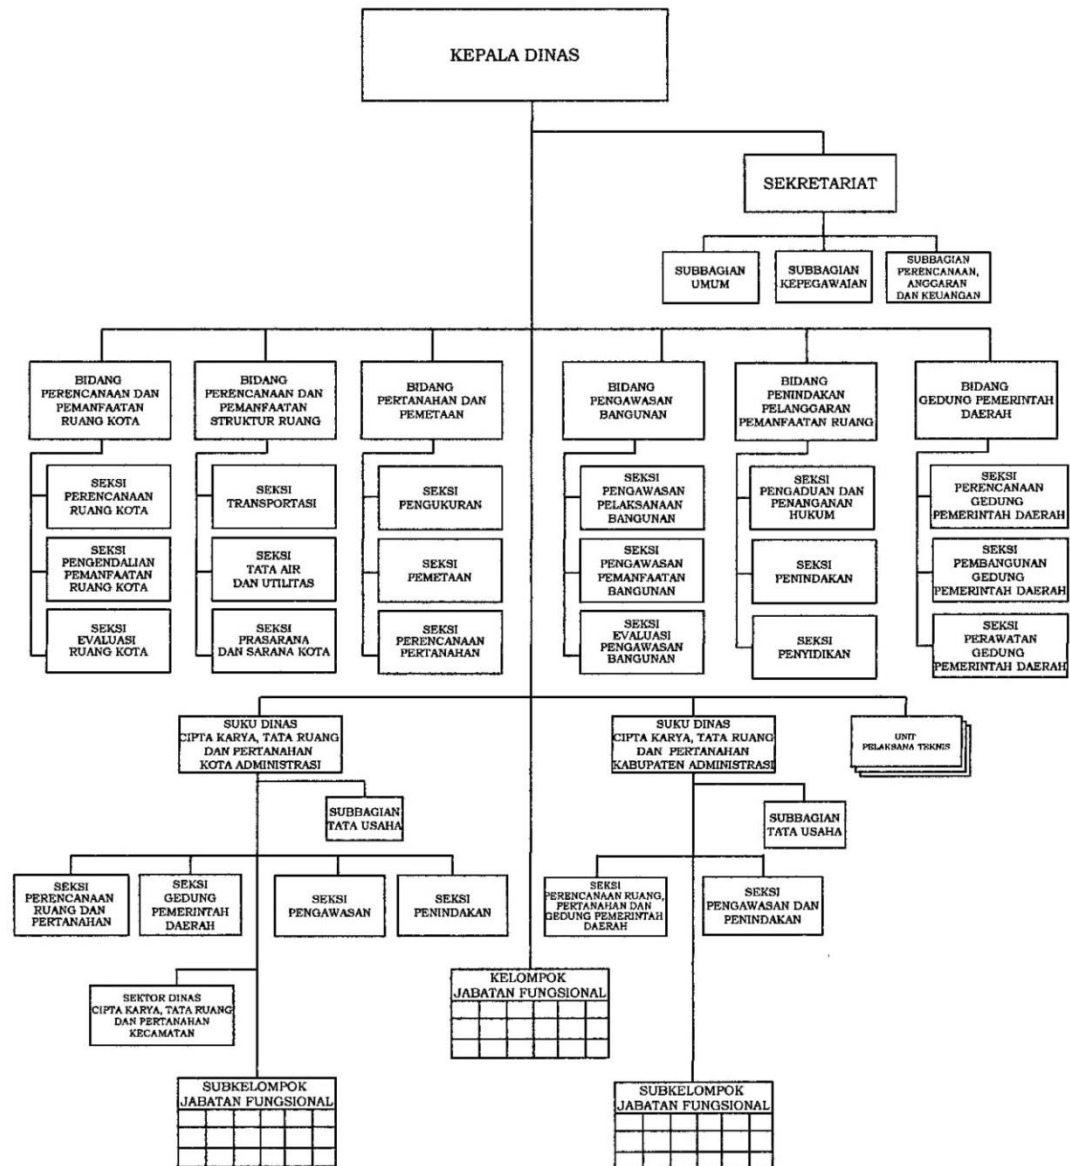 KEPALA DINAS
SEKRETARIAT
SUBBAGIAN
UMUM
SUBBAGIAN
KEPEGAWAIAN
SUBBAGIAN
PERENCANAAN,
ANGGARAN
DAN KEUANGAN
BIDANG
PERENCANAAN DAN
PEMANFAATAN
RUANG KOTA
BIDANG
PERENCANAAN DAN
PEMANFAATAN
STRUKTUR RUANG
BIDANG
PERTANAHAN DAN
PEMETAAN
BIDANG
PENGAWASAN
BANGUNAN
BIDANG
PENINDAKAN
PELANGGARAN
PEMANFAATAN RUANG
BIDANG
GEDUNG PEMERINTAH
DAERAH
SEKSI
PERENCANAAN
RUANG KOTA
SEKSI
TRANSPORTASI
SEKSI
PENGUKURAN
SEKSI
PENGAWASAN
PELAKSANAAN
BANGUNAN
SEKSI
PENGADUAN DAN
PENANGANAN
HUKUM
SEKSI
PERENCANAAN
GEDUNG
PEMERINTAH DAERAH
SEKSI
PENGENDALIAN
PEMANFAATAN
RUANG KOTA
SEKSI
TATA AIR
DAN UTILITAS
SEKSI
PEMETAAN
SEKSI
PENGAWASAN
PEMANFAATAN
BANGUNAN
SEKSI
PENINDAKAN
SEKSI
PEMBANGUNAN
GEDUNG
PEMERINTAH DAERAH
SEKSI
EVALUASI
RUANG KOTA
SEKSI
PRASARANA
DAN SARANA KOTA
SEKSI
PERENCANAAN
PERTANAHAN
SEKSI
EVALUASI
PENGAWASAN
BANGUNAN
SEKSI
PENYIDIKAN
SEKSI
PERAWATAN
GEDUNG
PEMERINTAH DAERAH
SUKU DINAS
CIPTA KARYA, TATA RUANG
DAN PERTANAHAN
KOTA ADMINISTRASI
SUKU DINAS
CIPTA KARYA, TATA RUANG
DAN PERTANAHAN
KABUPATEN ADMINISTRASI
UNIT
PELAKSANA TEKNIS
SUBBAGIAN
TATA USAHA
SUBBAGIAN
TATA USAHA
SEKSI
PERENCANAAN
RUANG DAN
PERTANAHAN
SEKSI
GEDUNG
PEMERINTAH
DAERAH
SEKSI
PENGAWASAN
SEKSI
PENINDAKAN
SEKSI
PERENCANAAN RUANG,
PERTANAHAN DAN
GEDUNG PEMERINTAH
DAERAH
SEKSI
PENGAWASAN DAN
PENINDAKAN
SEKTOR DINAS
CIPTA KARYA, TATA RUANG
DAN PERTANAHAN
KECAMATAN
KELOMPOK
JABATAN FUNGSIONAL
SUBKELOMPOK
JABATAN FUNGSIONAL
SUBKELOMPOK
JABATAN FUNGSIONAL